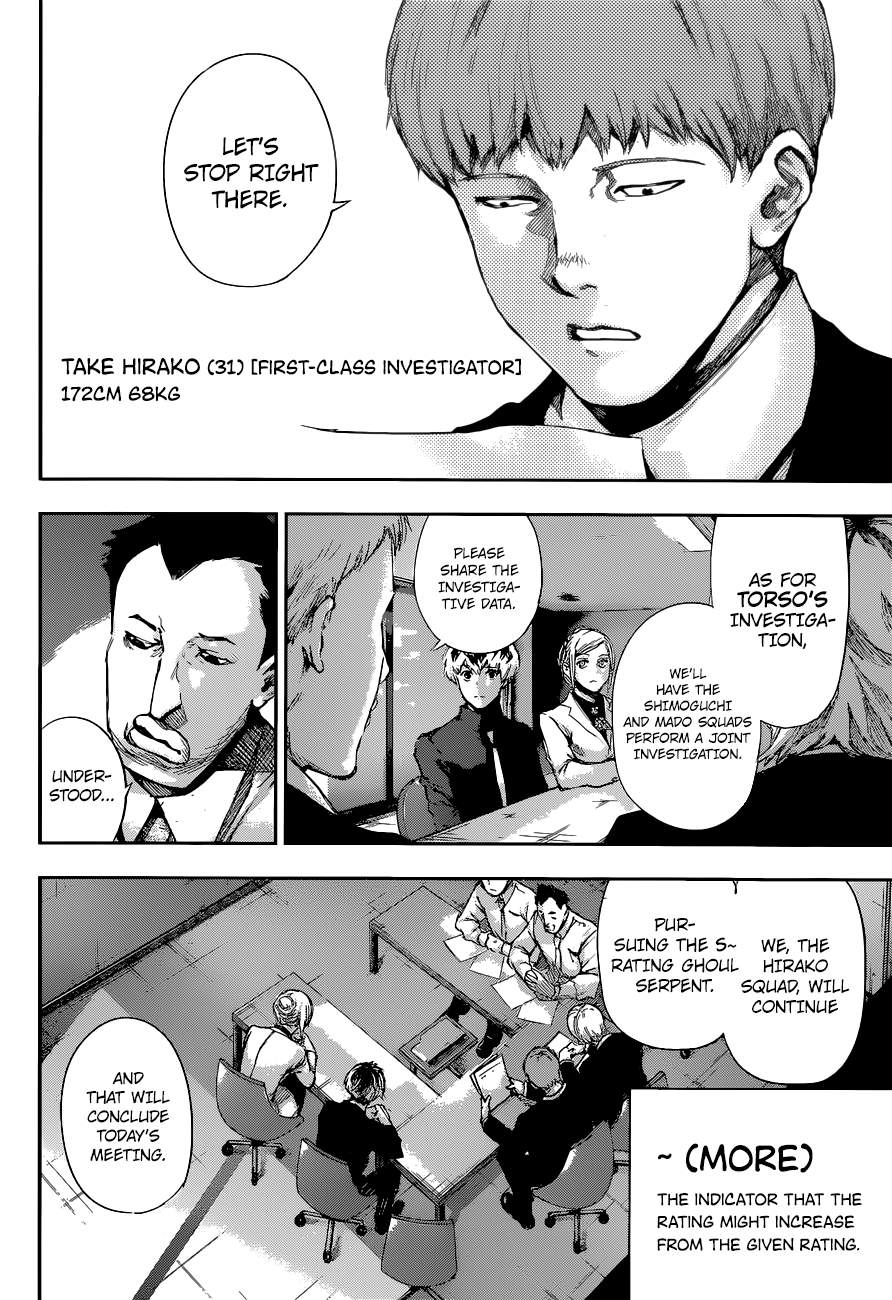 LET'S
STOP RIGHT
THERE.
TAKE HIRAKO (31) [FIRST-CLASS INVESTIGATOR]
172CM 68KG
AS FOR
TORSO'S
INVESTIGA-
TION,
WE'LL
HAVE THE
SHIMOGUCHI
AND MADO SQUADS
PERFORM A JOINT
INVESTIGATION.
PLEASE
SHARE THE
INVESTIGA-
TIVE DATA.
UNDER-
STOOD...
WE, THE
HIRAKO
SQUAD, WILL
CONTINUE
PUR-
SUING THE S~
RATING GHOUL
SERPENT.
~ (MORE)
THE INDICATOR THAT THE
RATING MIGHT INCREASE
FROM THE GIVEN RATING.
AND
THAT WILL
CONCLUDE
TODAY'S
MEETING.